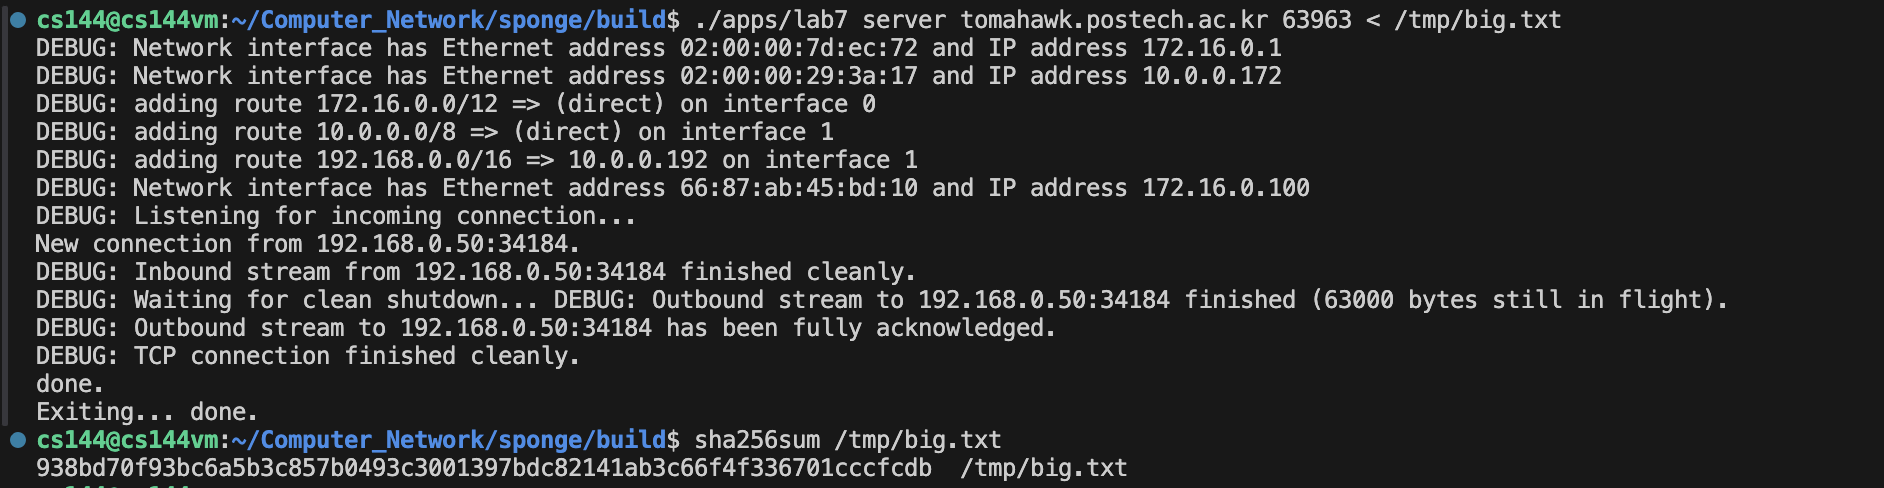 cs144@cs144vm:~/Computer_Network/sponge/build$ ./apps/lab7 server tomahawk.postech.ac.kr 63963 < /tmp/big.txt
DEBUG: Network interface has Ethernet address 02:00:00:7d:ec:72 and IP address 172.16.0.1
DEBUG: Network interface has Ethernet address 02:00:00:29:3a:17 and IP address 10.0.0.172
DEBUG: adding route 172.16.0.0/12 => (direct) on interface 0
DEBUG: adding route 10.0.0.0/8 => (direct) on interface 1
DEBUG: adding route 192.168.0.0/16 => 10.0.0.192 on interface 1
DEBUG: Network interface has Ethernet address 66:87:ab:45:bd:10 and IP address 172.16.0.100
DEBUG: Listening for incoming connection...
New connection from 192.168.0.50:34184.
DEBUG: Inbound stream from 192.168.0.50:34184 finished cleanly.
DEBUG: Waiting for clean shutdown... DEBUG: Outbound stream to 192.168.0.50:34184 finished (63000 bytes still in flight).
DEBUG: Outbound stream to 192.168.0.50:34184 has been fully acknowledged.
DEBUG: TCP connection finished cleanly.
done.
Exiting... done.
cs144@cs144vm:~/Computer_Network/sponge/build$ sha256sum /tmp/big.txt
938bd70f93bc6a5b3c857b0493c3001397bdc82141ab3c66f4f336701cccfcdb  /tmp/big.txt